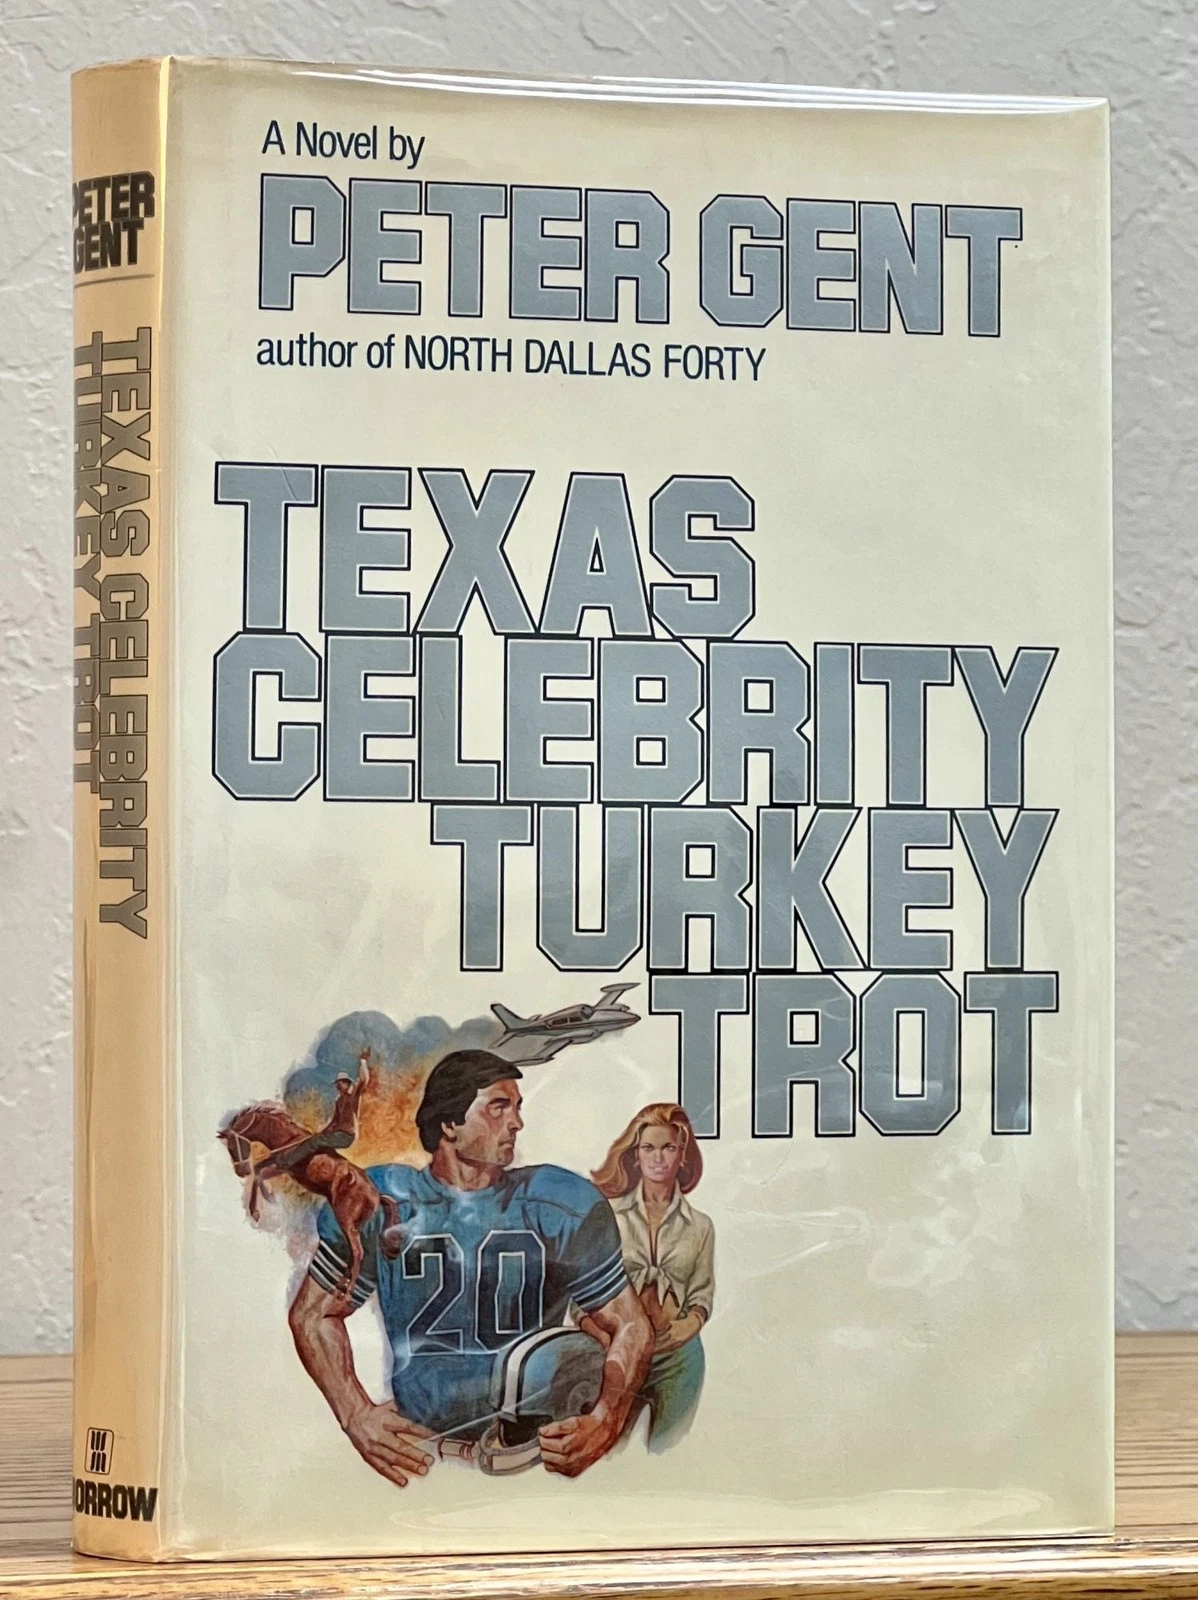 A Novel by
PETER GENT
author of NORTH DALLAS FORTY
TEXAS
CELEBRITY
TURKEY
TROT
20
PETER
GENT
TEXAS CELEBRITY
TURKEY TROT
MORROW